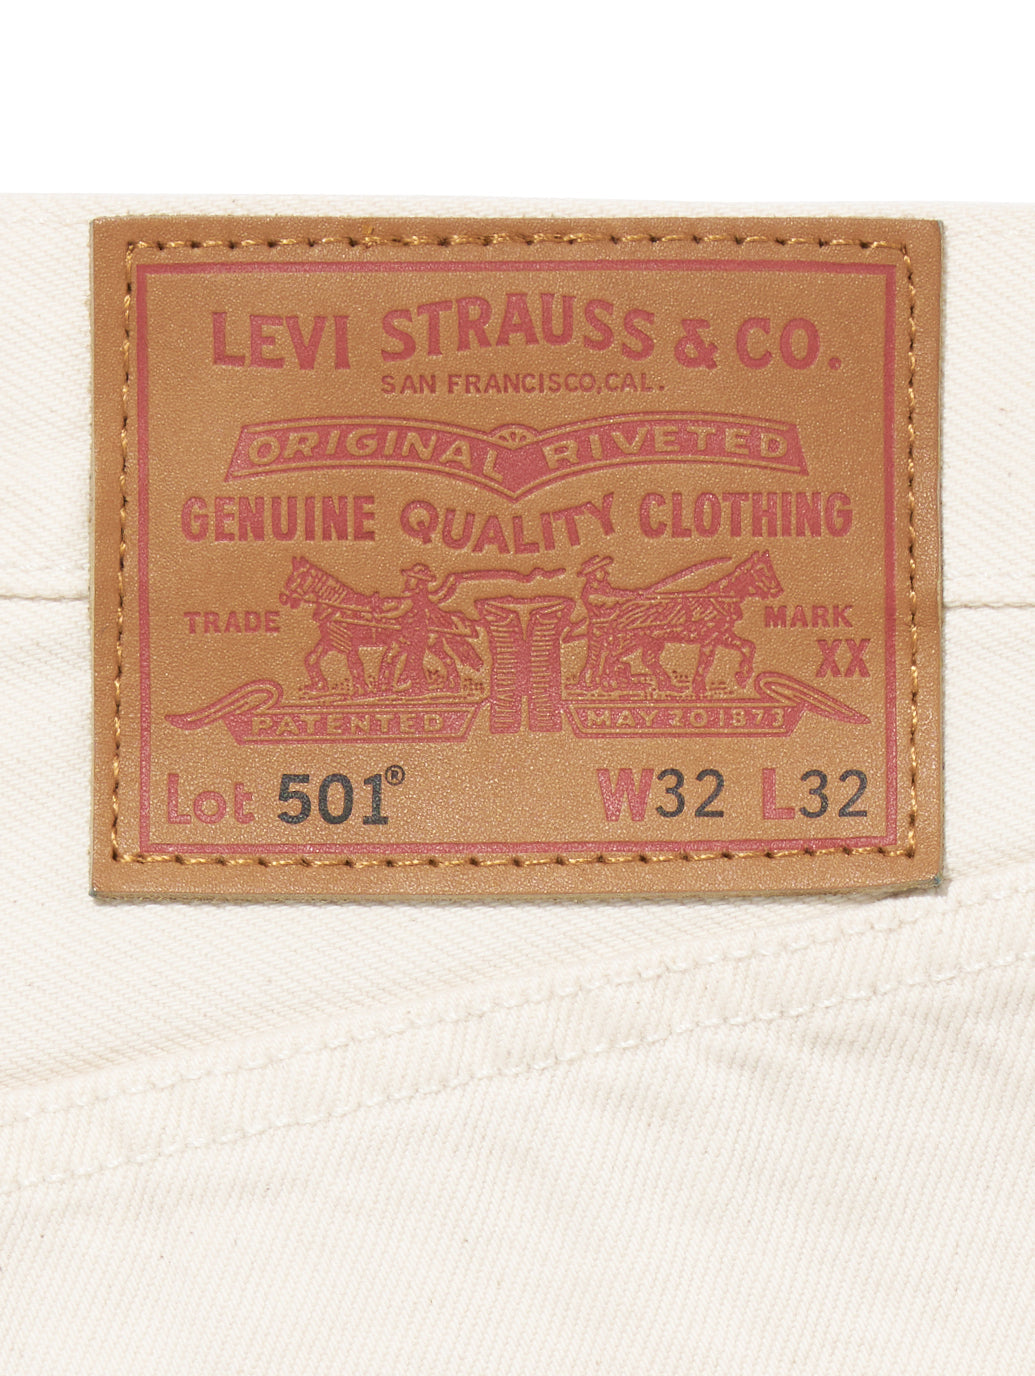 LEVI STRAUSS & CO.
SAN FRANCISCO, CAL.
ORIGINAL RIVETED
GENUINE QUALITY CLOTHING
TRADE MARK
XX
PATENTED MAY 20 1873
Lot 501® W32 L32